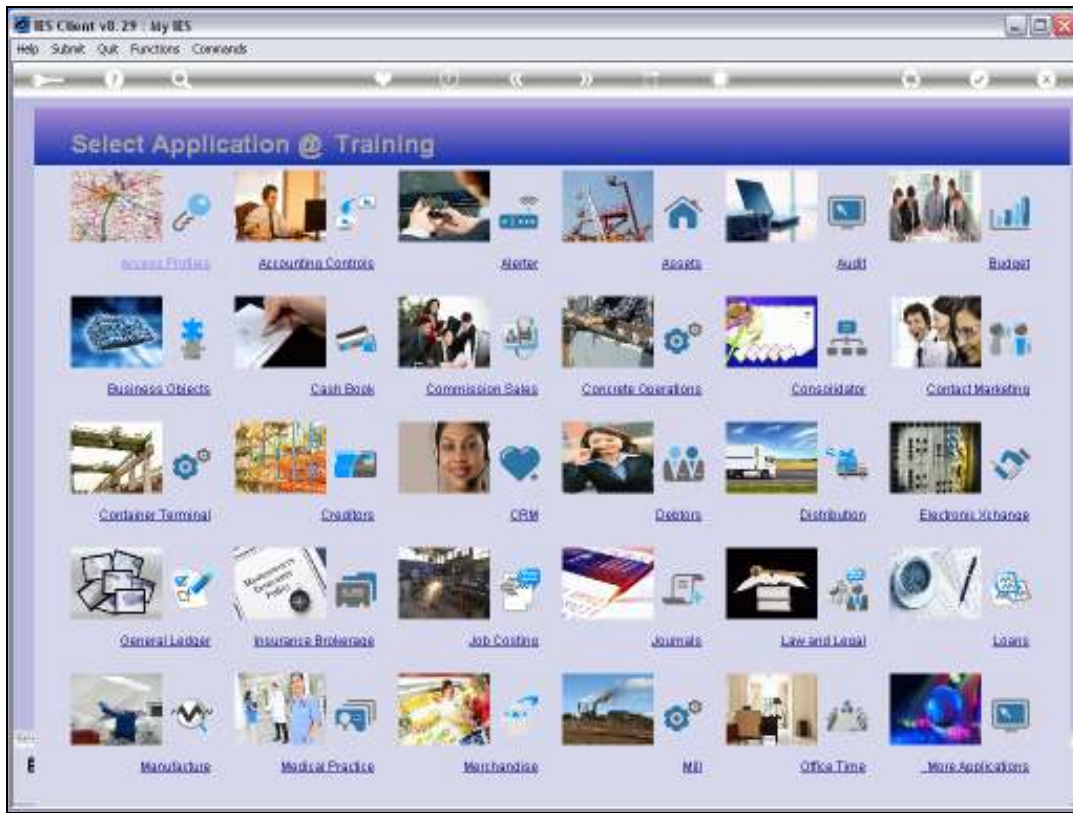 IES Client v0.29 : My IES
Help Submit Quit Functions Commands
Select Application @ Training
Access Profiles Accounting Controls Alerter Assets Audit Budget
Business Objects Cash Book Commission Sales Concrete Operations Consolidator Contact Marketing
Container Terminal Creditors CRM Debtors Distribution Electronic Xchange
General Ledger Insurance Brokerage Job Costing Journals Law and Legal Loans
Manufacture Medical Practice Merchandise Mill Office Time ...More Applications